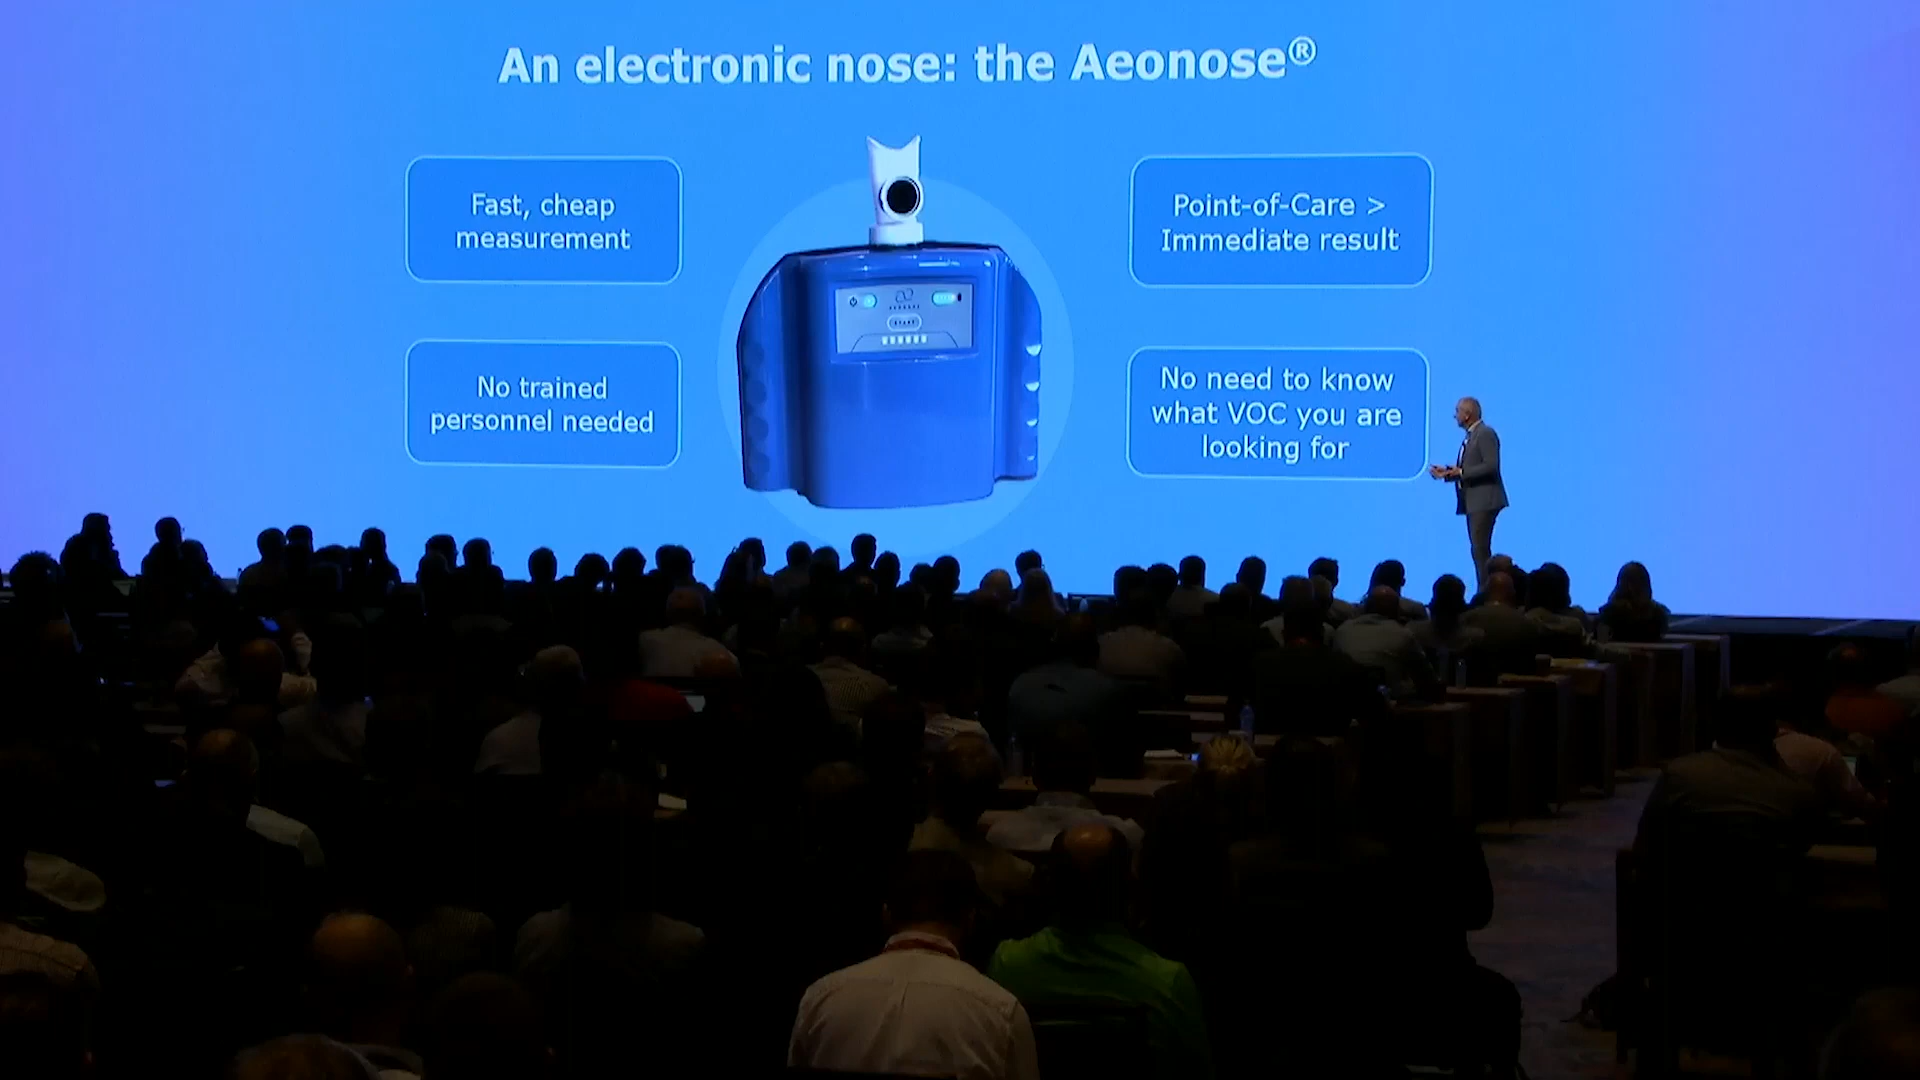 An electronic nose: the Aeonose®
Fast, cheap
measurement
No trained
personnel needed
Point-of-Care >
Immediate result
No need to know
what VOC you are
looking for
START